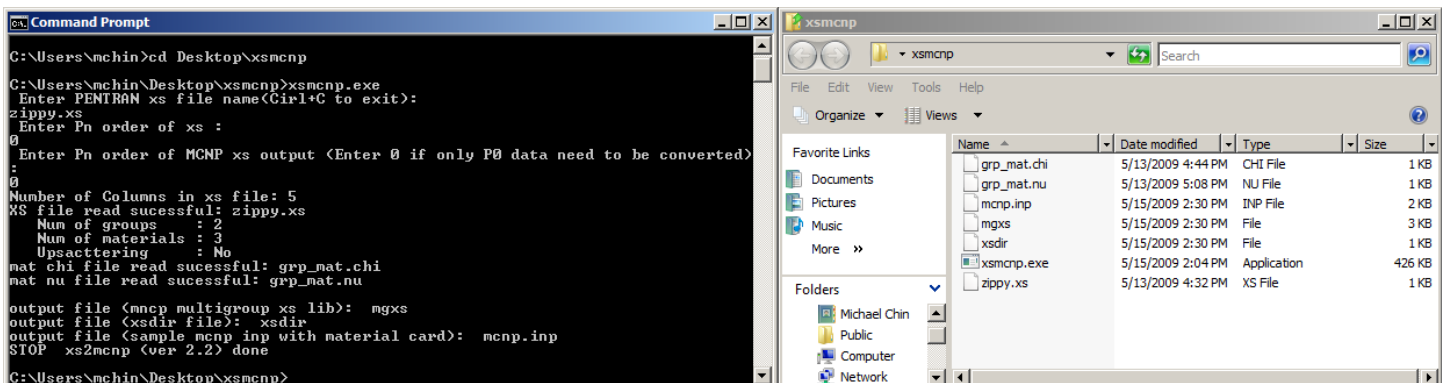 Command Prompt
C:\Users\mchin>cd Desktop\xsmcnp
C:\Users\mchin\Desktop\xsmcnp>xsmcnp.exe
Enter PENTRAN xs file name(Cirl+C to exit):
zippy.xs
Enter Pn order of xs :
0
Enter Pn order of MCNP xs output (Enter 0 if only P0 data need to be converted)
:
0
Number of Columns in xs file: 5
XS file read sucessful: zippy.xs
Num of groups : 2
Num of materials : 3
Upsacttering : No
mat chi file read sucessful: grp_mat.chi
mat nu file read sucessful: grp_mat.nu
output file (mncp multigroup xs lib): mgxs
output file (xsdir file): xsdir
output file (sample mcnp inp with material card): mcnp.inp
STOP xs2mcnp (ver 2.2) done
C:\Users\mchin\Desktop\xsmcnp>
xsmcnp
xsmcnp
Search
File Edit View Tools Help
Organize Views
Favorite Links
Documents
Pictures
Music
More »
Folders
Michael Chin
Public
Computer
Network
Name Date modified Type Size
grp_mat.chi 5/13/2009 4:44 PM CHI File 1 KB
grp_mat.nu 5/13/2009 5:08 PM NU File 1 KB
mcnp.inp 5/15/2009 2:30 PM INP File 2 KB
mgxs 5/15/2009 2:30 PM File 3 KB
xsdir 5/15/2009 2:30 PM File 1 KB
xsmcnp.exe 5/15/2009 2:04 PM Application 426 KB
zippy.xs 5/13/2009 4:32 PM XS File 1 KB